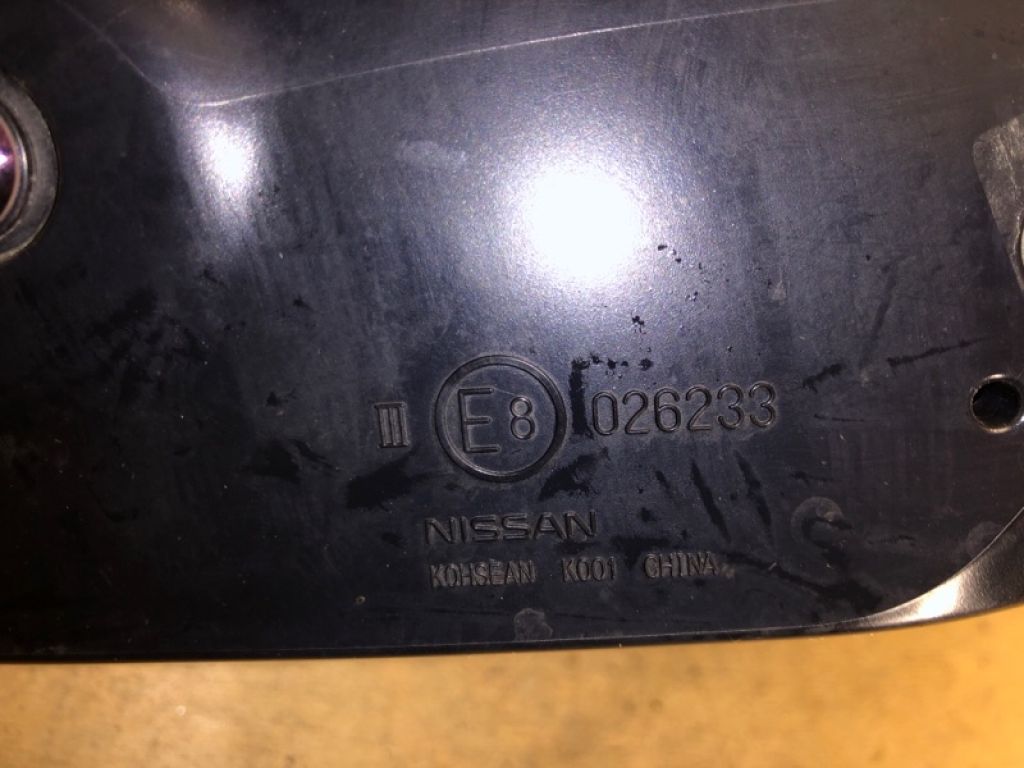 III E8 026233
NISSAN
KOHSEAN K001 CHINA